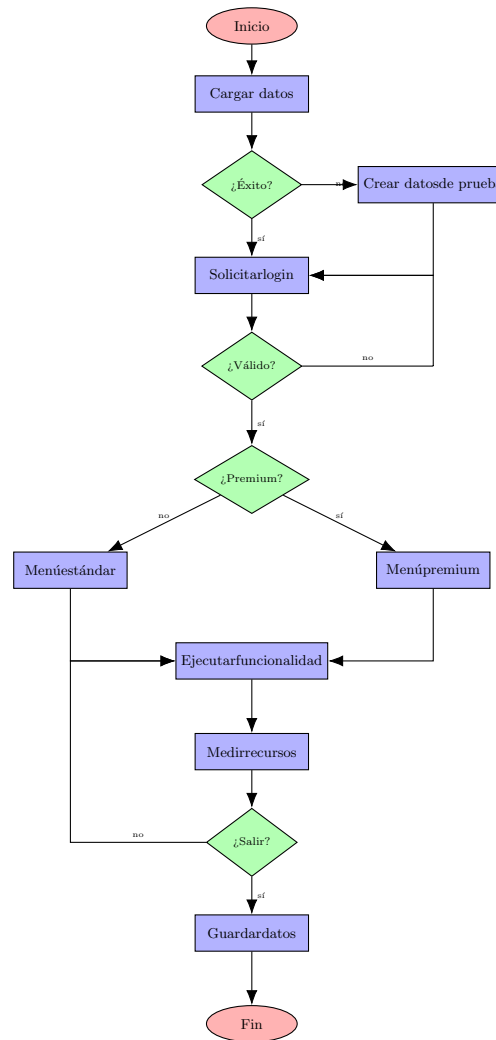 Inicio
Cargar datos
¿Éxito?
Crear datosde prueb
sí
Solicitarlogin
¿Válido?
no
sí
¿Premium?
no
sí
Menúestándar
Menúpremium
Ejecutarfuncionalidad
Medirrecursos
¿Salir?
no
sí
Guardardatos
Fin